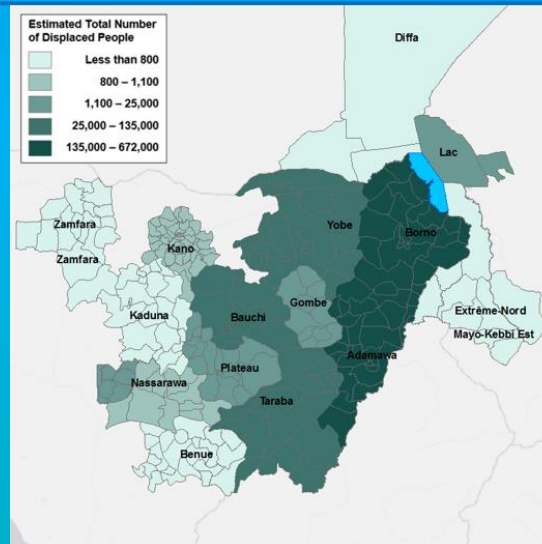 Estimated Total Number
of Displaced People
Less than 800
800 – 1,100
1,100 – 25,000
25,000 – 135,000
135,000 – 672,000
Diffa
Lac
Zamfara
Zamfara
Kano
Yobe
Borno
Kaduna
Bauchi
Gombe
Extrême-Nord
Mayo-Kebbi Est
Adamawa
Plateau
Nassarawa
Taraba
Benue